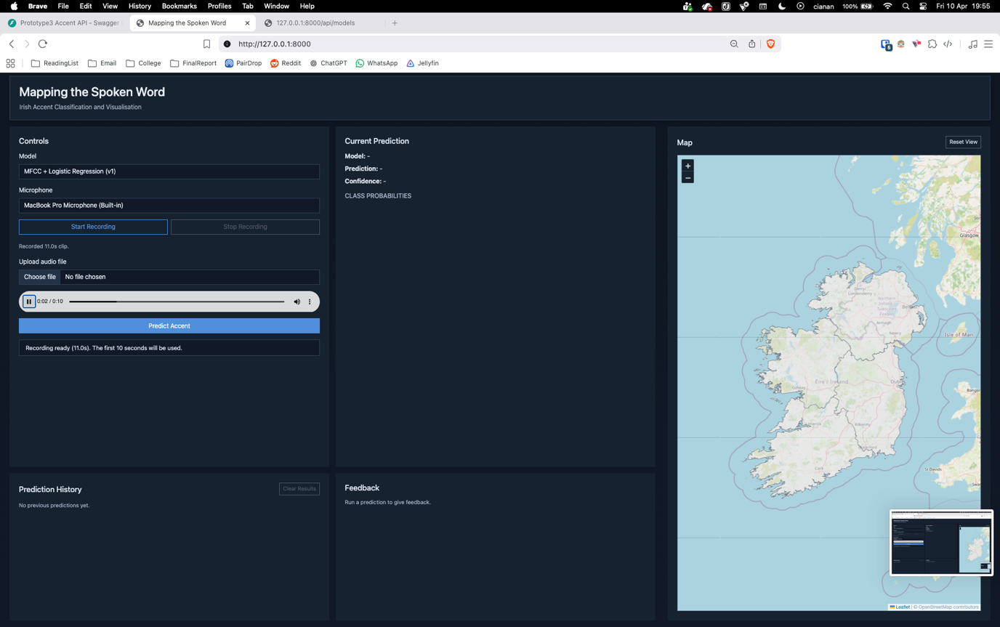 Brave File Edit View History Bookmarks Profiles Tab Window Help cianan 100% Fri 10 Apr 19:55
Prototype3 Accent API - Swagger
Mapping the Spoken Word
127.0.0.1:8000/api/models
http://127.0.0.1:8000
5
ReadingList Email College FinalReport PairDrop Reddit ChatGPT WhatsApp Jellyfin
Mapping the Spoken Word
Irish Accent Classification and Visualisation
Controls
Model
MFCC + Logistic Regression (v1)
Microphone
MacBook Pro Microphone (Built-in)
Start Recording
Stop Recording
Recorded 11.0s clip.
Upload audio file
Choose file No file chosen
0:02 / 0:10
Predict Accent
Recording ready (11.0s). The first 10 seconds will be used.
Current Prediction
Model: -
Prediction: -
Confidence: -
CLASS PROBABILITIES
Map
Reset View
+
−
Glasgow
Derry/
Londonderry
Northern
Ireland
Tuaisceart
Éireann
Armagh
Newry
Isle of Man
Éire / Ireland
Galway
Kilkenny
Cork
St Davids
Prediction History
Clear Results
No previous predictions yet.
Feedback
Run a prediction to give feedback.
Leaflet | © OpenStreetMap contributors